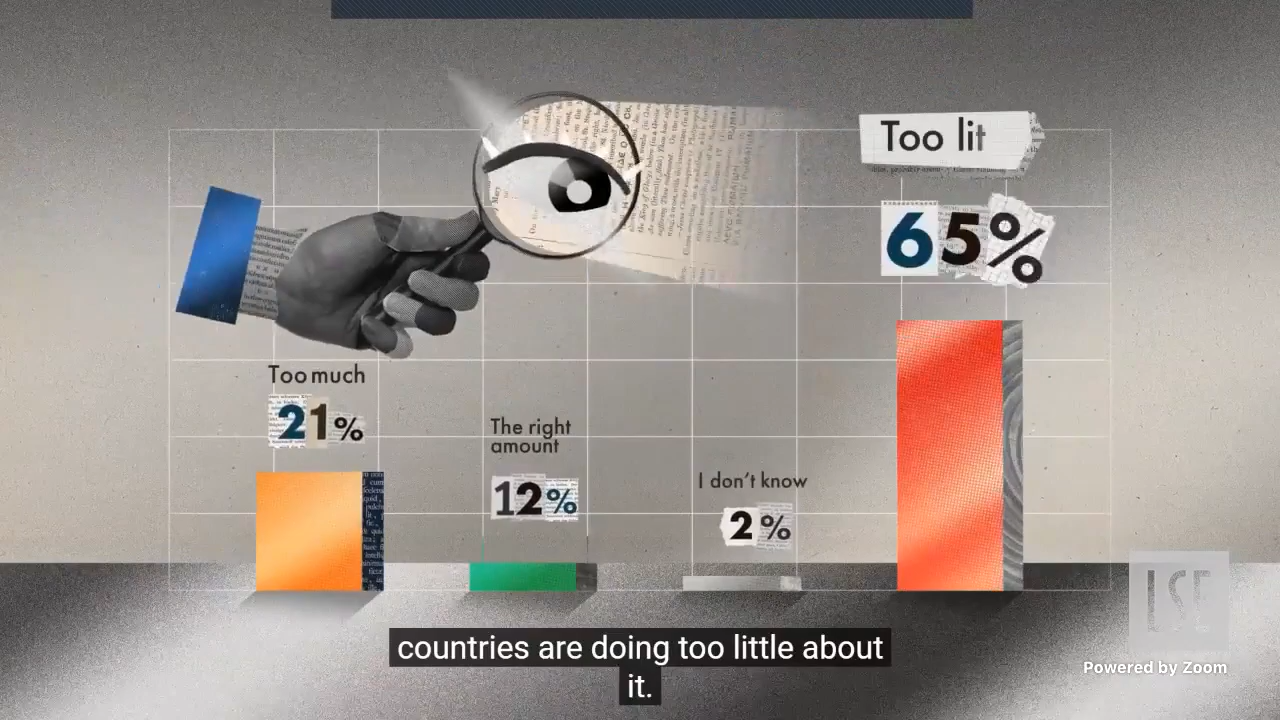 Too lit
65%
Too much
21%
The right
amount
12%
I don't know
2%
countries are doing too little about
it.
LSE
Powered by Zoom